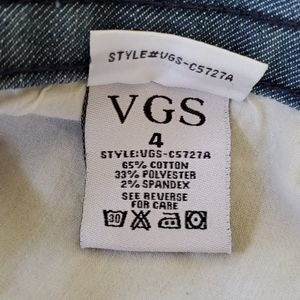 STYLE#VGS-C5727A
VGS
4
STYLE:VGS-C5727A
65% COTTON
33% POLYESTER
2% SPANDEX
SEE REVERSE
FOR CARE
30